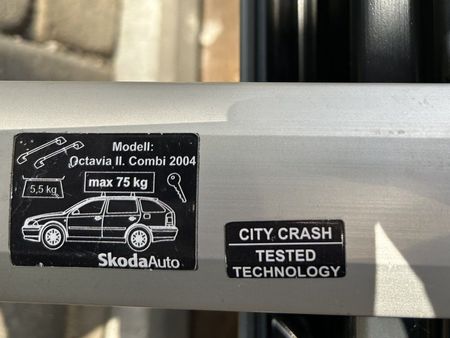 Modell:
Octavia II. Combi 2004
max 75 kg
5,5 kg
SkodaAuto
CITY CRASH
TESTED
TECHNOLOGY